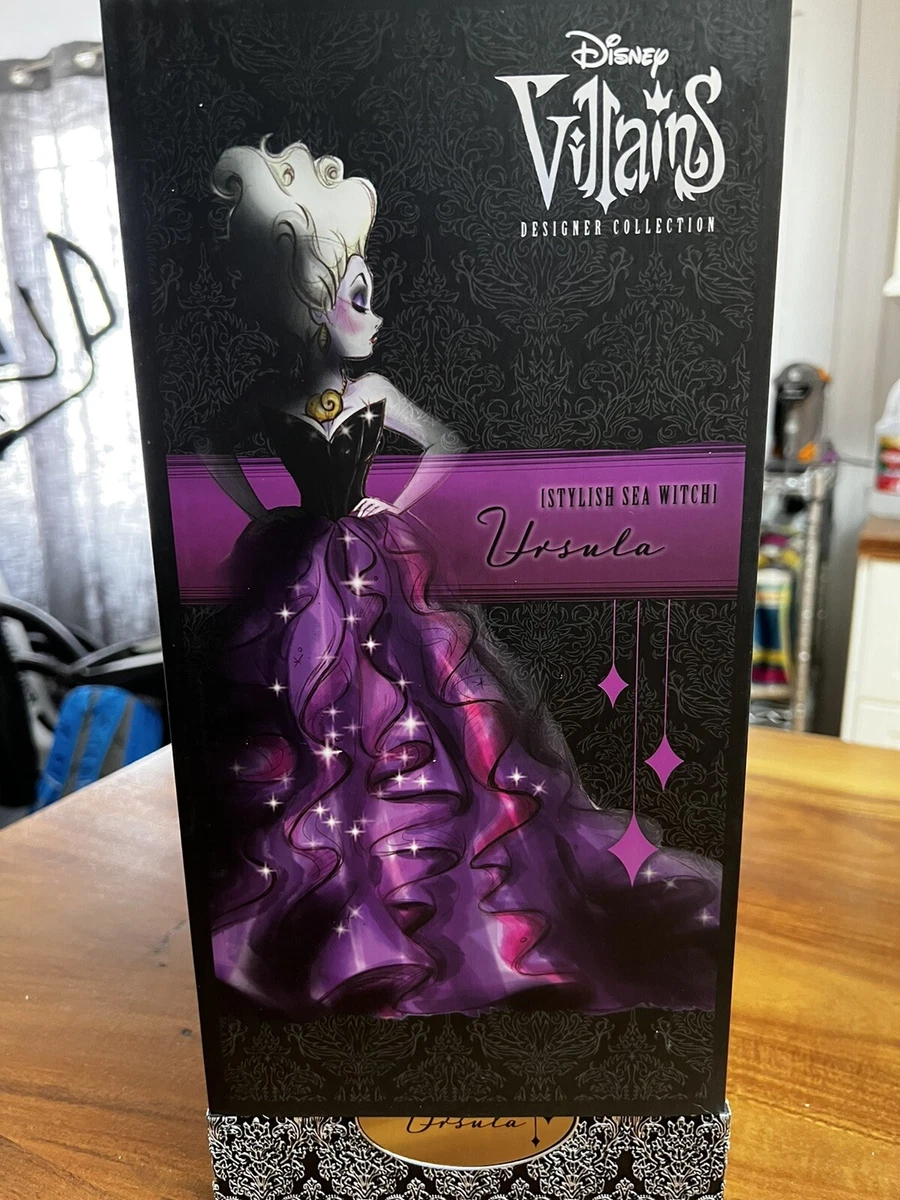 Disney
Villains
DESIGNER COLLECTION
[STYLISH SEA WITCH]
Ursula
Ursula